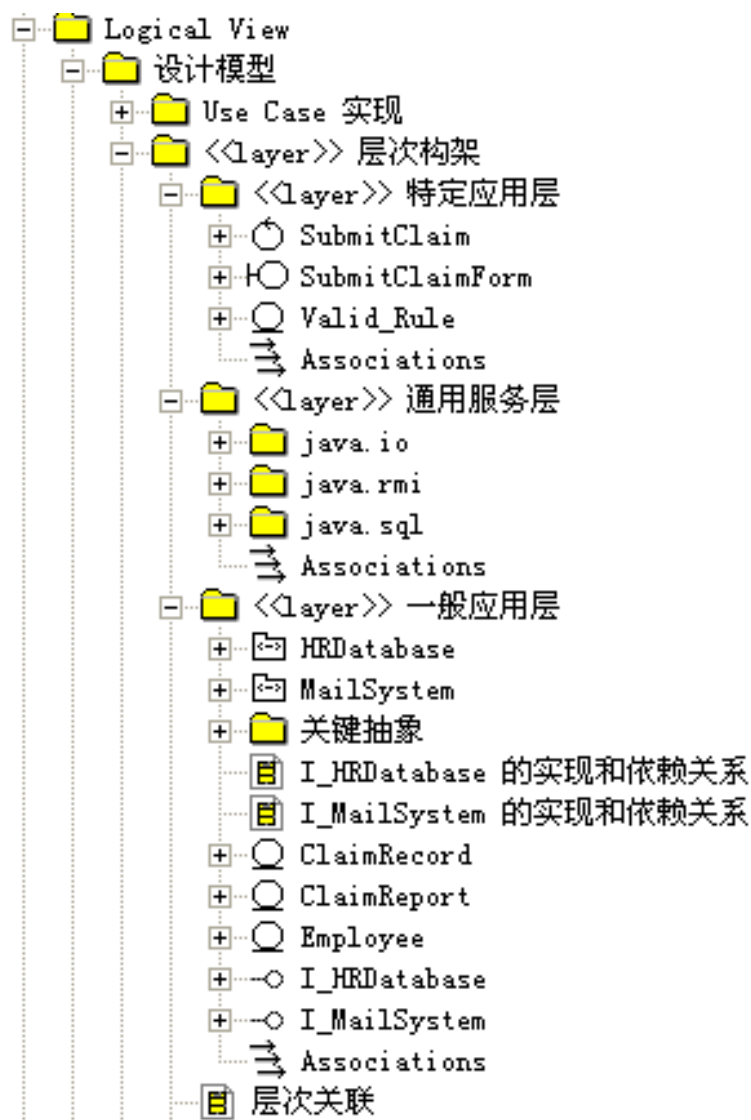 Logical View
设计模型
Use Case 实现
<<layer>> 层次构架
<<layer>> 特定应用层
SubmitClaim
SubmitClaimForm
Valid_Rule
Associations
<<layer>> 通用服务层
java.io
java.rmi
java.sql
Associations
<<layer>> 一般应用层
HRDatabase
MailSystem
关键抽象
I_HRDatabase 的实现和依赖关系
I_MailSystem 的实现和依赖关系
ClaimRecord
ClaimReport
Employee
I_HRDatabase
I_MailSystem
Associations
层次关联